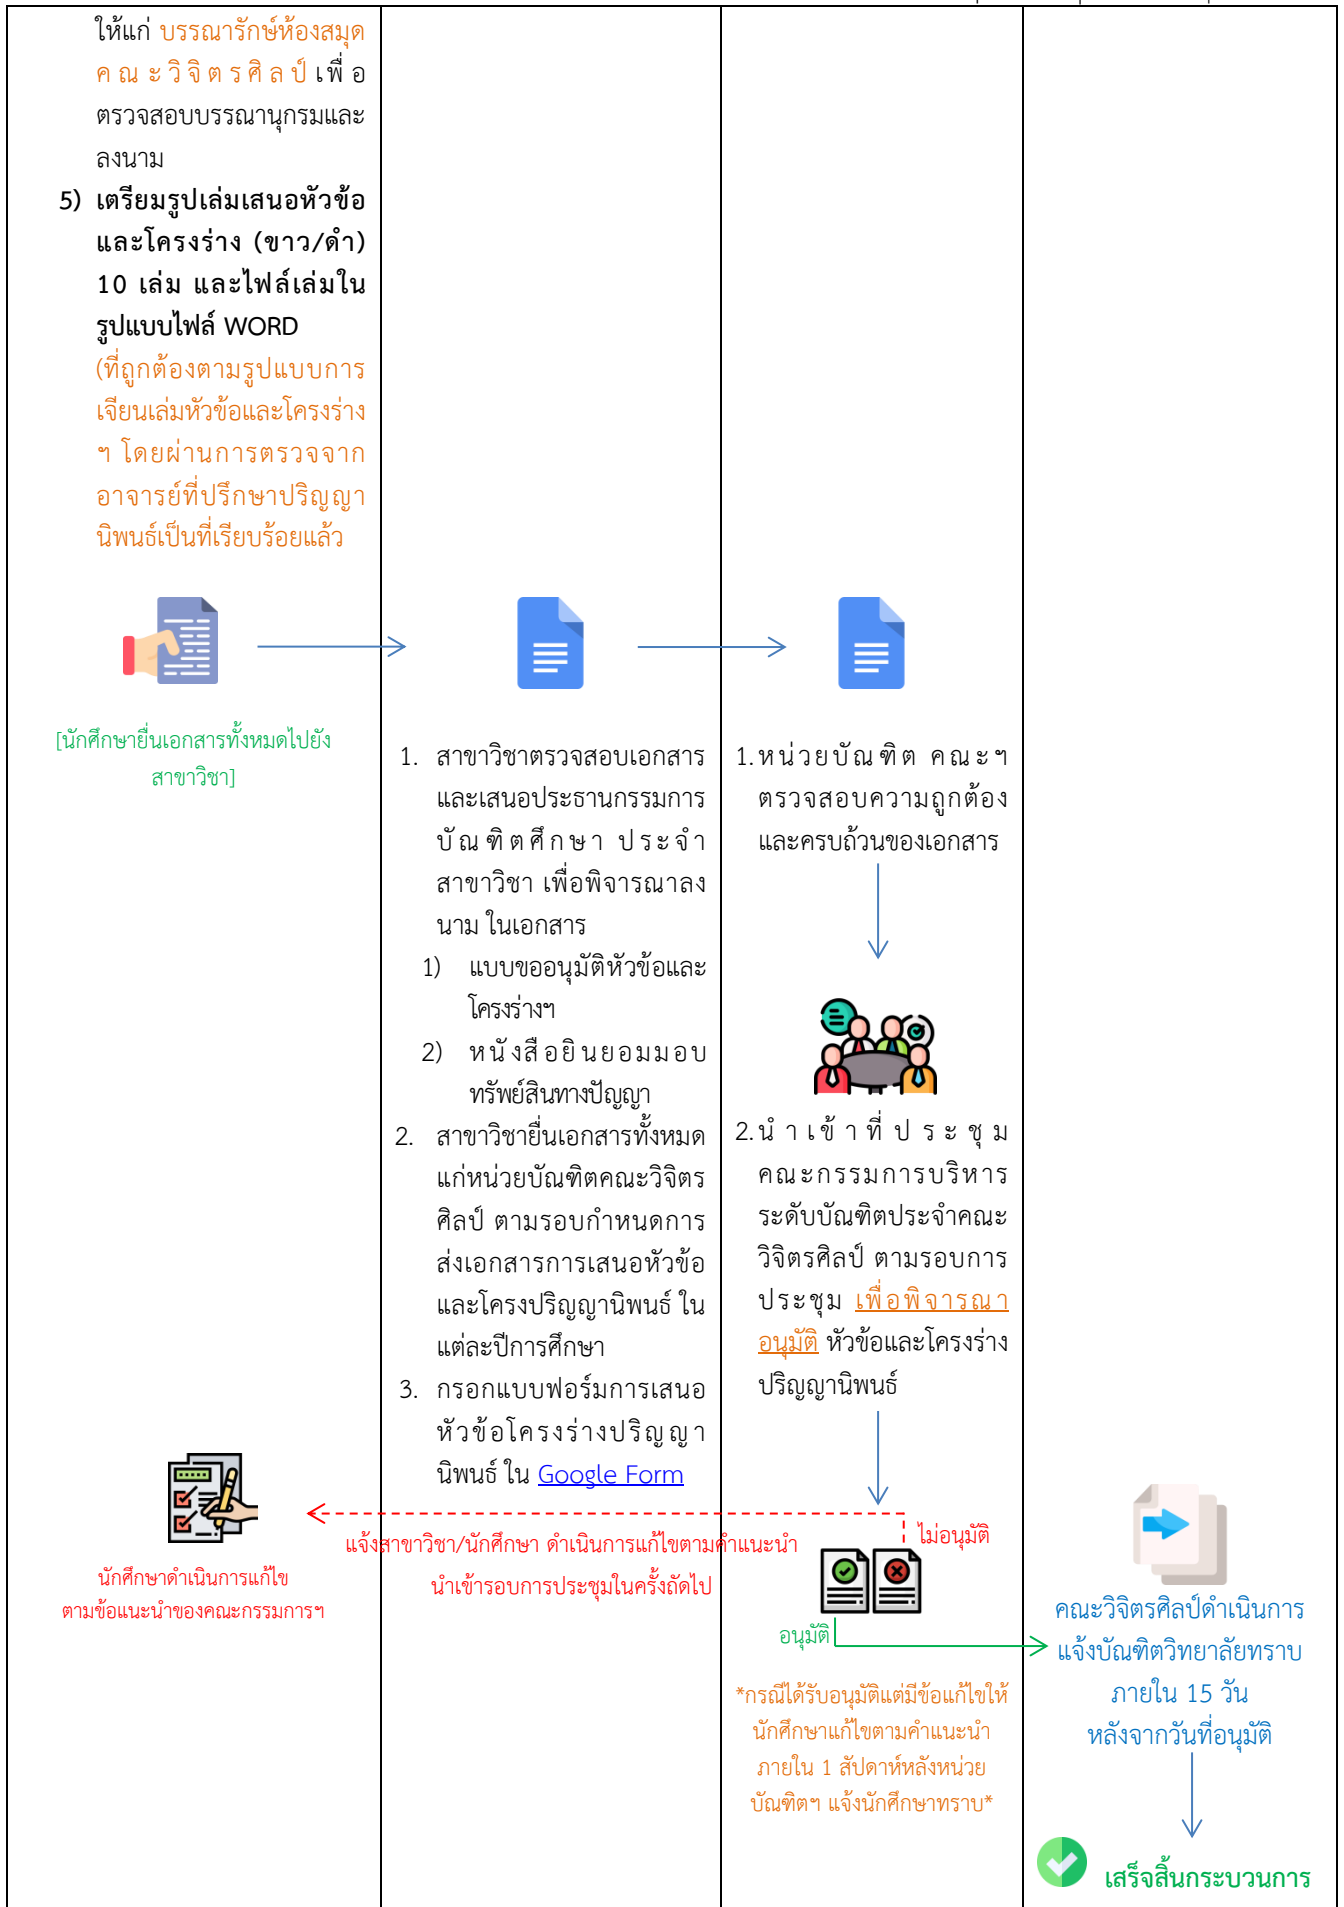 ให้แก่ บรรณารักษ์ห้องสมุด
คณะวิจิตรศิลป์ เพื่อ
ตรวจสอบบรรณานุกรมและ
ลงนาม
5) เตรียมรูปเล่มเสนอหัวข้อ
และโครงร่าง (ขาว/ดำ)
10 เล่ม และไฟล์เล่มใน
รูปแบบไฟล์ WORD
(ที่ถูกต้องตามรูปแบบการ
เจียนเล่มหัวข้อและโครงร่าง
ฯ โดยผ่านการตรวจจาก
อาจารย์ที่ปรึกษาปริญญา
นิพนธ์เป็นที่เรียบร้อยแล้ว
[นักศึกษายื่นเอกสารทั้งหมดไปยัง
สาขาวิชา]
1. สาขาวิชาตรวจสอบเอกสาร
และเสนอประธานกรรมการ
บัณฑิตศึกษา ประจำ
สาขาวิชา เพื่อพิจารณาลง
นาม ในเอกสาร
1) แบบขออนุมัติหัวข้อและ
โครงร่างฯ
2) หนังสือยินยอมมอบ
ทรัพย์สินทางปัญญา
2. สาขาวิชายื่นเอกสารทั้งหมด
แก่หน่วยบัณฑิตคณะวิจิตร
ศิลป์ ตามรอบกำหนดการ
ส่งเอกสารการเสนอหัวข้อ
และโครงปริญญานิพนธ์ ใน
แต่ละปีการศึกษา
3. กรอกแบบฟอร์มการเสนอ
หัวข้อโครงร่างปริญญา
นิพนธ์ ใน Google Form
1. หน่วยบัณฑิต คณะฯ
ตรวจสอบความถูกต้อง
และครบถ้วนของเอกสาร
2. นำเข้าที่ประชุม
คณะกรรมการบริหาร
ระดับบัณฑิตประจำคณะ
วิจิตรศิลป์ ตามรอบการ
ประชุม เพื่อพิจารณา
อนุมัติ หัวข้อและโครงร่าง
ปริญญานิพนธ์
ไม่อนุมัติ
แจ้งสาขาวิชา/นักศึกษา ดำเนินการแก้ไขตามคำแนะนำ
นำเข้ารอบการประชุมในครั้งถัดไป
นักศึกษาดำเนินการแก้ไข
ตามข้อแนะนำของคณะกรรมการฯ
อนุมัติ
*กรณีได้รับอนุมัติแต่มีข้อแก้ไขให้
นักศึกษาแก้ไขตามคำแนะนำ
ภายใน 1 สัปดาห์หลังหน่วย
บัณฑิตฯ แจ้งนักศึกษาทราบ*
คณะวิจิตรศิลป์ดำเนินการ
แจ้งบัณฑิตวิทยาลัยทราบ
ภายใน 15 วัน
หลังจากวันที่อนุมัติ
เสร็จสิ้นกระบวนการ